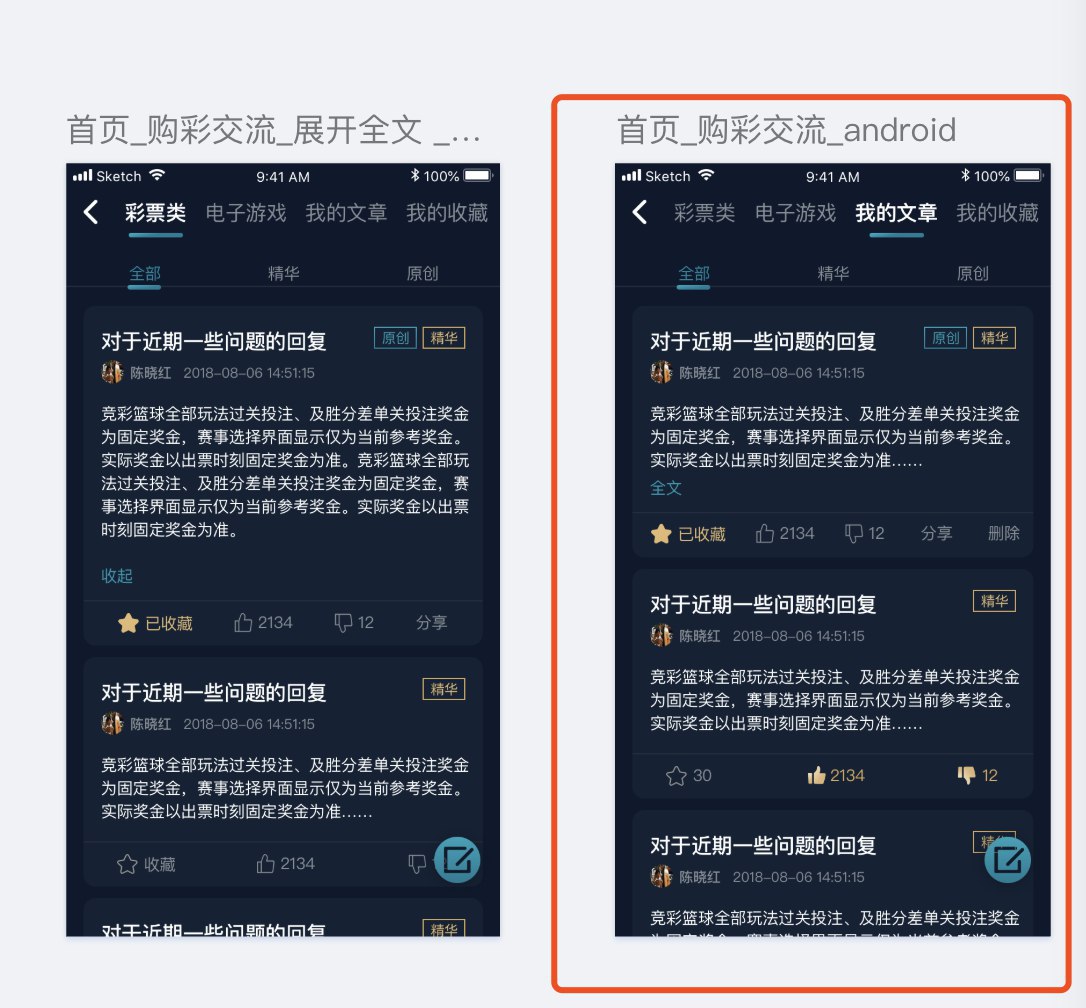 首页_购彩交流_展开全文 _...
Sketch 9:41 AM 100%
彩票类 电子游戏 我的文章 我的收藏
全部 精华 原创
对于近期一些问题的回复 原创 精华
陈晓红 2018-08-06 14:51:15
竞彩篮球全部玩法过关投注、及胜分差单关投注奖金
为固定奖金，赛事选择界面显示仅为当前参考奖金。
实际奖金以出票时刻固定奖金为准。竞彩篮球全部玩
法过关投注、及胜分差单关投注奖金为固定奖金，赛
事选择界面显示仅为当前参考奖金。实际奖金以出票
时刻固定奖金为准。
收起
已收藏 2134 12 分享
对于近期一些问题的回复 精华
陈晓红 2018-08-06 14:51:15
竞彩篮球全部玩法过关投注、及胜分差单关投注奖金
为固定奖金，赛事选择界面显示仅为当前参考奖金。
实际奖金以出票时刻固定奖金为准......
收藏 2134
对于近期一些问题的回复 精华
首页_购彩交流_android
Sketch 9:41 AM 100%
彩票类 电子游戏 我的文章 我的收藏
全部 精华 原创
对于近期一些问题的回复 原创 精华
陈晓红 2018-08-06 14:51:15
竞彩篮球全部玩法过关投注、及胜分差单关投注奖金
为固定奖金，赛事选择界面显示仅为当前参考奖金。
实际奖金以出票时刻固定奖金为准......
全文
已收藏 2134 12 分享 删除
对于近期一些问题的回复 精华
陈晓红 2018-08-06 14:51:15
竞彩篮球全部玩法过关投注、及胜分差单关投注奖金
为固定奖金，赛事选择界面显示仅为当前参考奖金。
实际奖金以出票时刻固定奖金为准......
30 2134 12
对于近期一些问题的回复 精华
陈晓红 2018-08-06 14:51:15
竞彩篮球全部玩法过关投注、及胜分差单关投注奖金